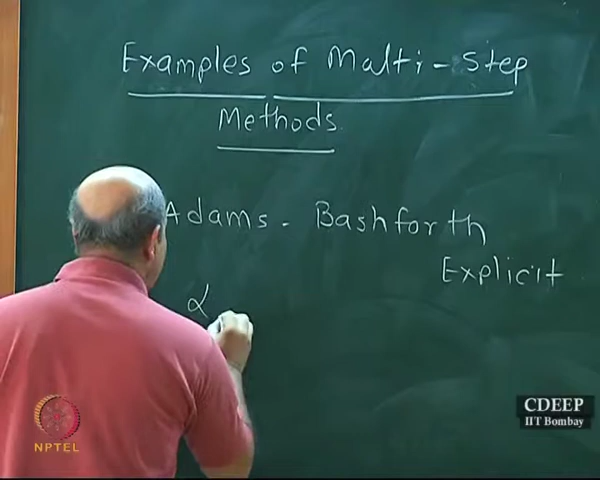 Examples of Multi-Step
Methods.
Adams - Bashforth
Explicit
α
CDEEP
IIT Bombay
NPTEL